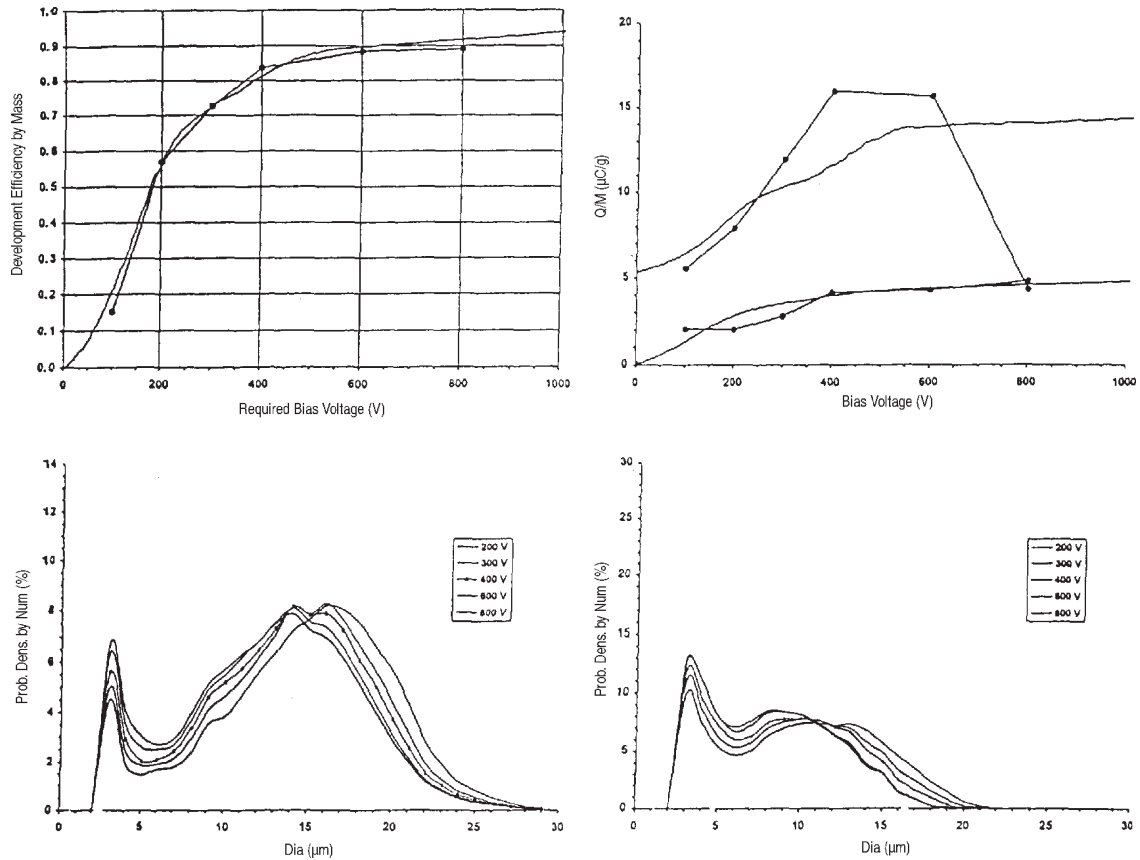 1.0
0.9
0.8
0.7
0.6
0.5
0.4
0.3
0.2
0.1
0.0
Development Efficiency by Mass
0 200 400 600 800 1000
Required Bias Voltage (V)
20
15
10
5
0
Q/M (µC/g)
0 200 400 600 800 1000
Bias Voltage (V)
14
12
10
8
6
4
2
0
Prob. Dens. by Num (%)
200 V
300 V
400 V
600 V
800 V
0 5 10 15 20 25 30
Dia (µm)
30
25
20
15
10
5
0
Prob. Dens. by Num (%)
200 V
300 V
400 V
600 V
800 V
0 5 10 15 20 25 30
Dia (µm)